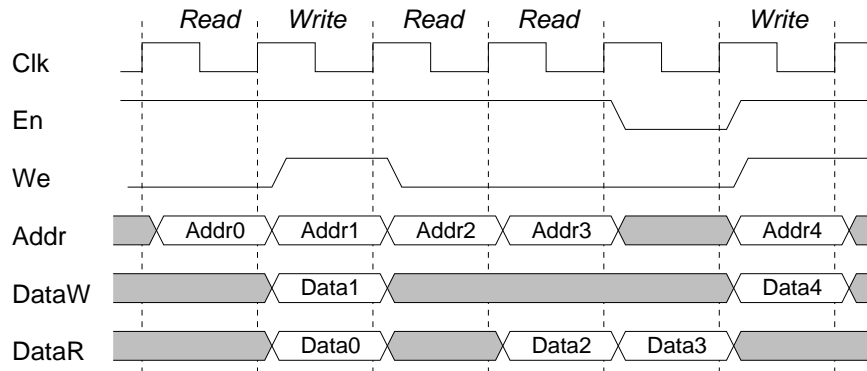 Read Write Read Read Write
Clk
En
We
Addr Addr0 Addr1 Addr2 Addr3 Addr4
DataW Data1 Data4
DataR Data0 Data2 Data3